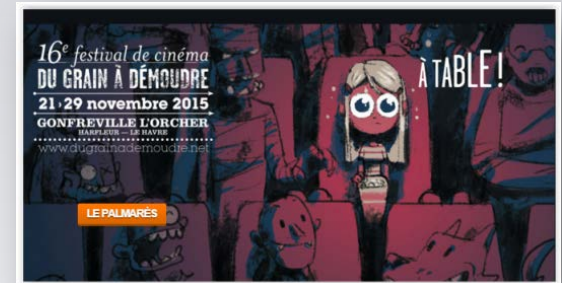 16e festival de cinéma
DU GRAIN À DÉMOUDRE
21 > 29 novembre 2015
GONFREVILLE L'ORCHER
HARFLEUR — LE HAVRE
www.dugrainademoudre.net
À TABLE !
LE PALMARÈS